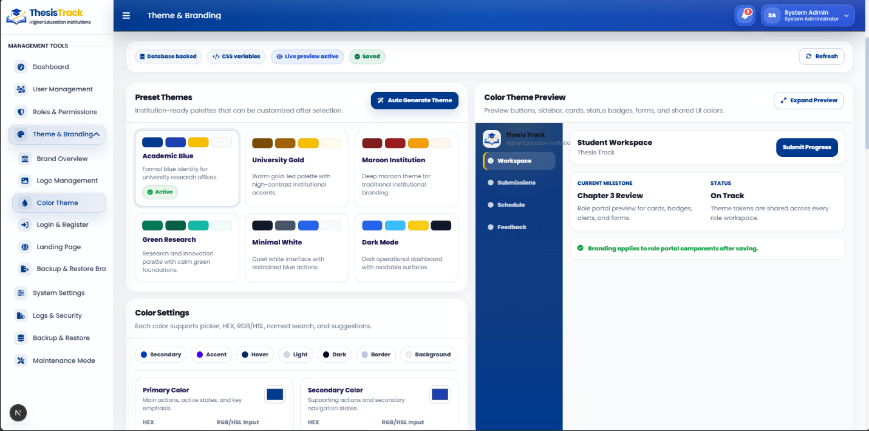 ThesisTrack
Higher Education Institutions
Theme & Branding
3
SA
System Admin
System Administrator
MANAGEMENT TOOLS
Dashboard
User Management
Roles & Permissions
Theme & Branding
Brand Overview
Logo Management
Color Theme
Login & Register
Landing Page
Backup & Restore Bra
System Settings
Logs & Security
Backup & Restore
Maintenance Mode
N
Database backed
</> CSS variables
Live preview active
Saved
Refresh
Preset Themes
Institution-ready palettes that can be customized after selection.
Auto Generate Theme
Academic Blue
Formal blue identity for
university research offices.
Active
University Gold
Warm gold-led palette with
high-contrast institutional
accents.
Maroon Institution
Deep maroon theme for
traditional institutional
branding.
Green Research
Research and innovation
palette with calm green
foundations.
Minimal White
Quiet white interface with
restrained blue actions.
Dark Mode
Dark operational dashboard
with readable surfaces.
Color Settings
Each color supports picker, HEX, RGB/HSL, named search, and suggestions.
Secondary
Accent
Hover
Light
Dark
Border
Background
Primary Color
Main actions, active states, and key
emphasis.
HEX
RGB/HSL Input
Secondary Color
Supporting actions and secondary
navigation states.
HEX
RGB/HSL Input
Color Theme Preview
Preview buttons, sidebar, cards, status badges, forms, and shared UI colors.
Expand Preview
Thesis Track
Higher Education Institutio
Workspace
Submissions
Schedule
Feedback
Student Workspace
Thesis Track
Submit Progress
CURRENT MILESTONE
Chapter 3 Review
Role portal preview for cards, badges,
alerts, and forms.
STATUS
On Track
Theme tokens are shared across every
role workspace.
Branding applies to role portal components after saving.